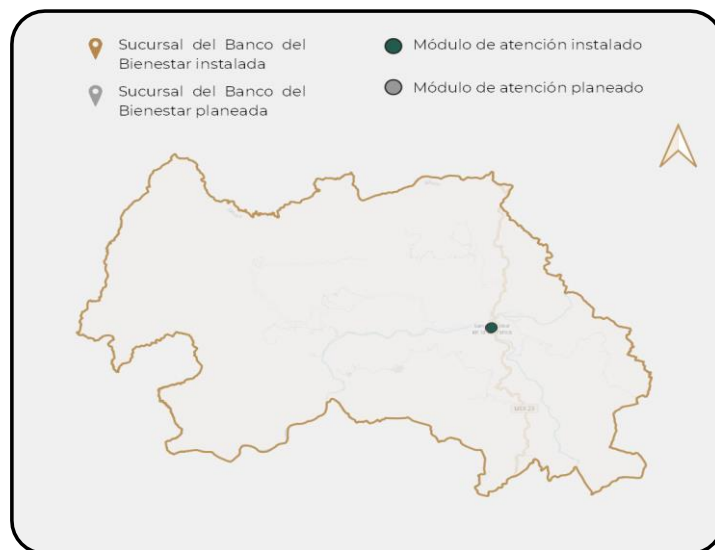 Sucursal del Banco del
Bienestar instalada
Módulo de atención instalado
Sucursal del Banco del
Bienestar planeada
Módulo de atención planeado